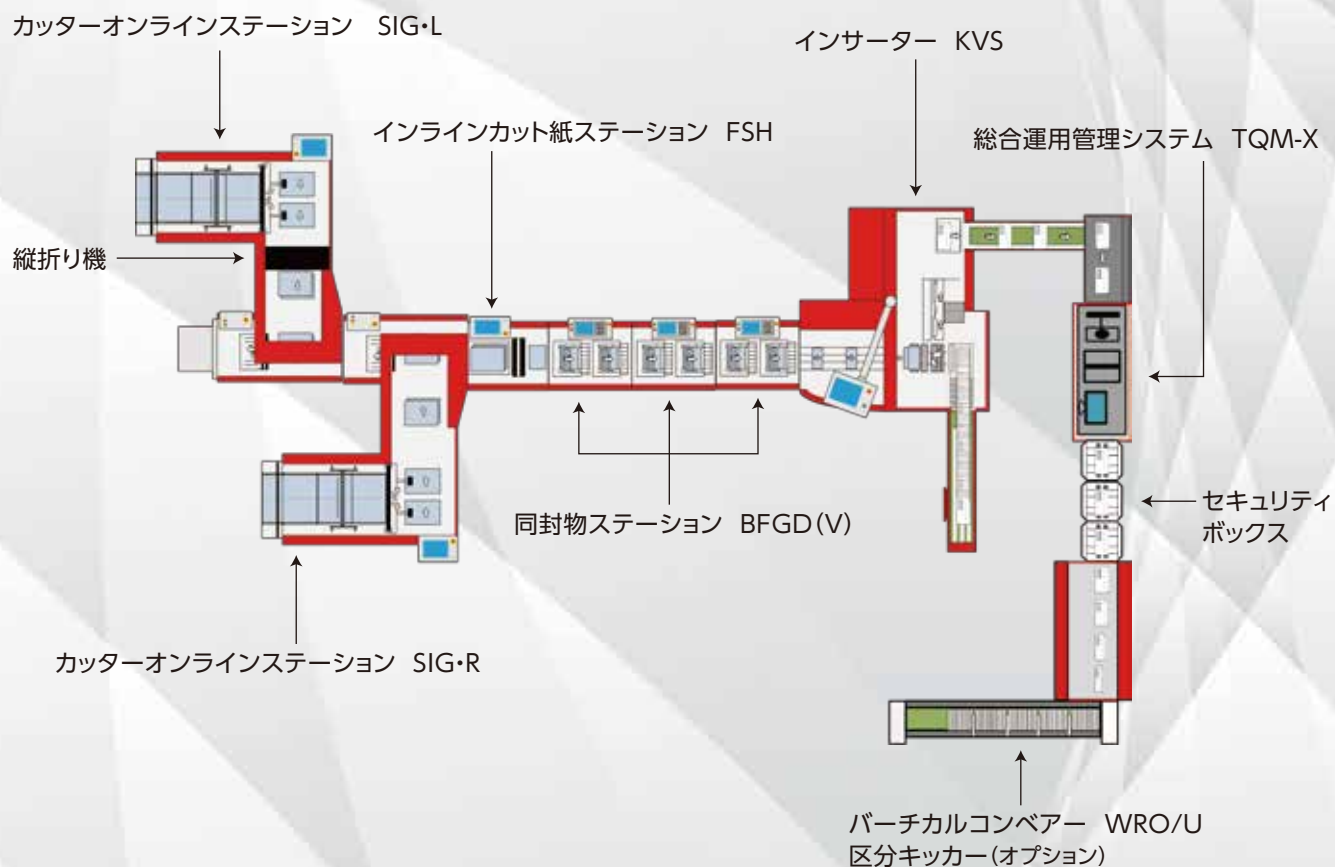 カッターオンラインステーション SIG・L
インサーター KVS
インラインカット紙ステーション FSH
総合運用管理システム TQM-X
縦折り機
セキュリティ
ボックス
同封物ステーション BFGD(V)
カッターオンラインステーション SIG・R
バーチカルコンベアー WRO/U
区分キッカー(オプション)